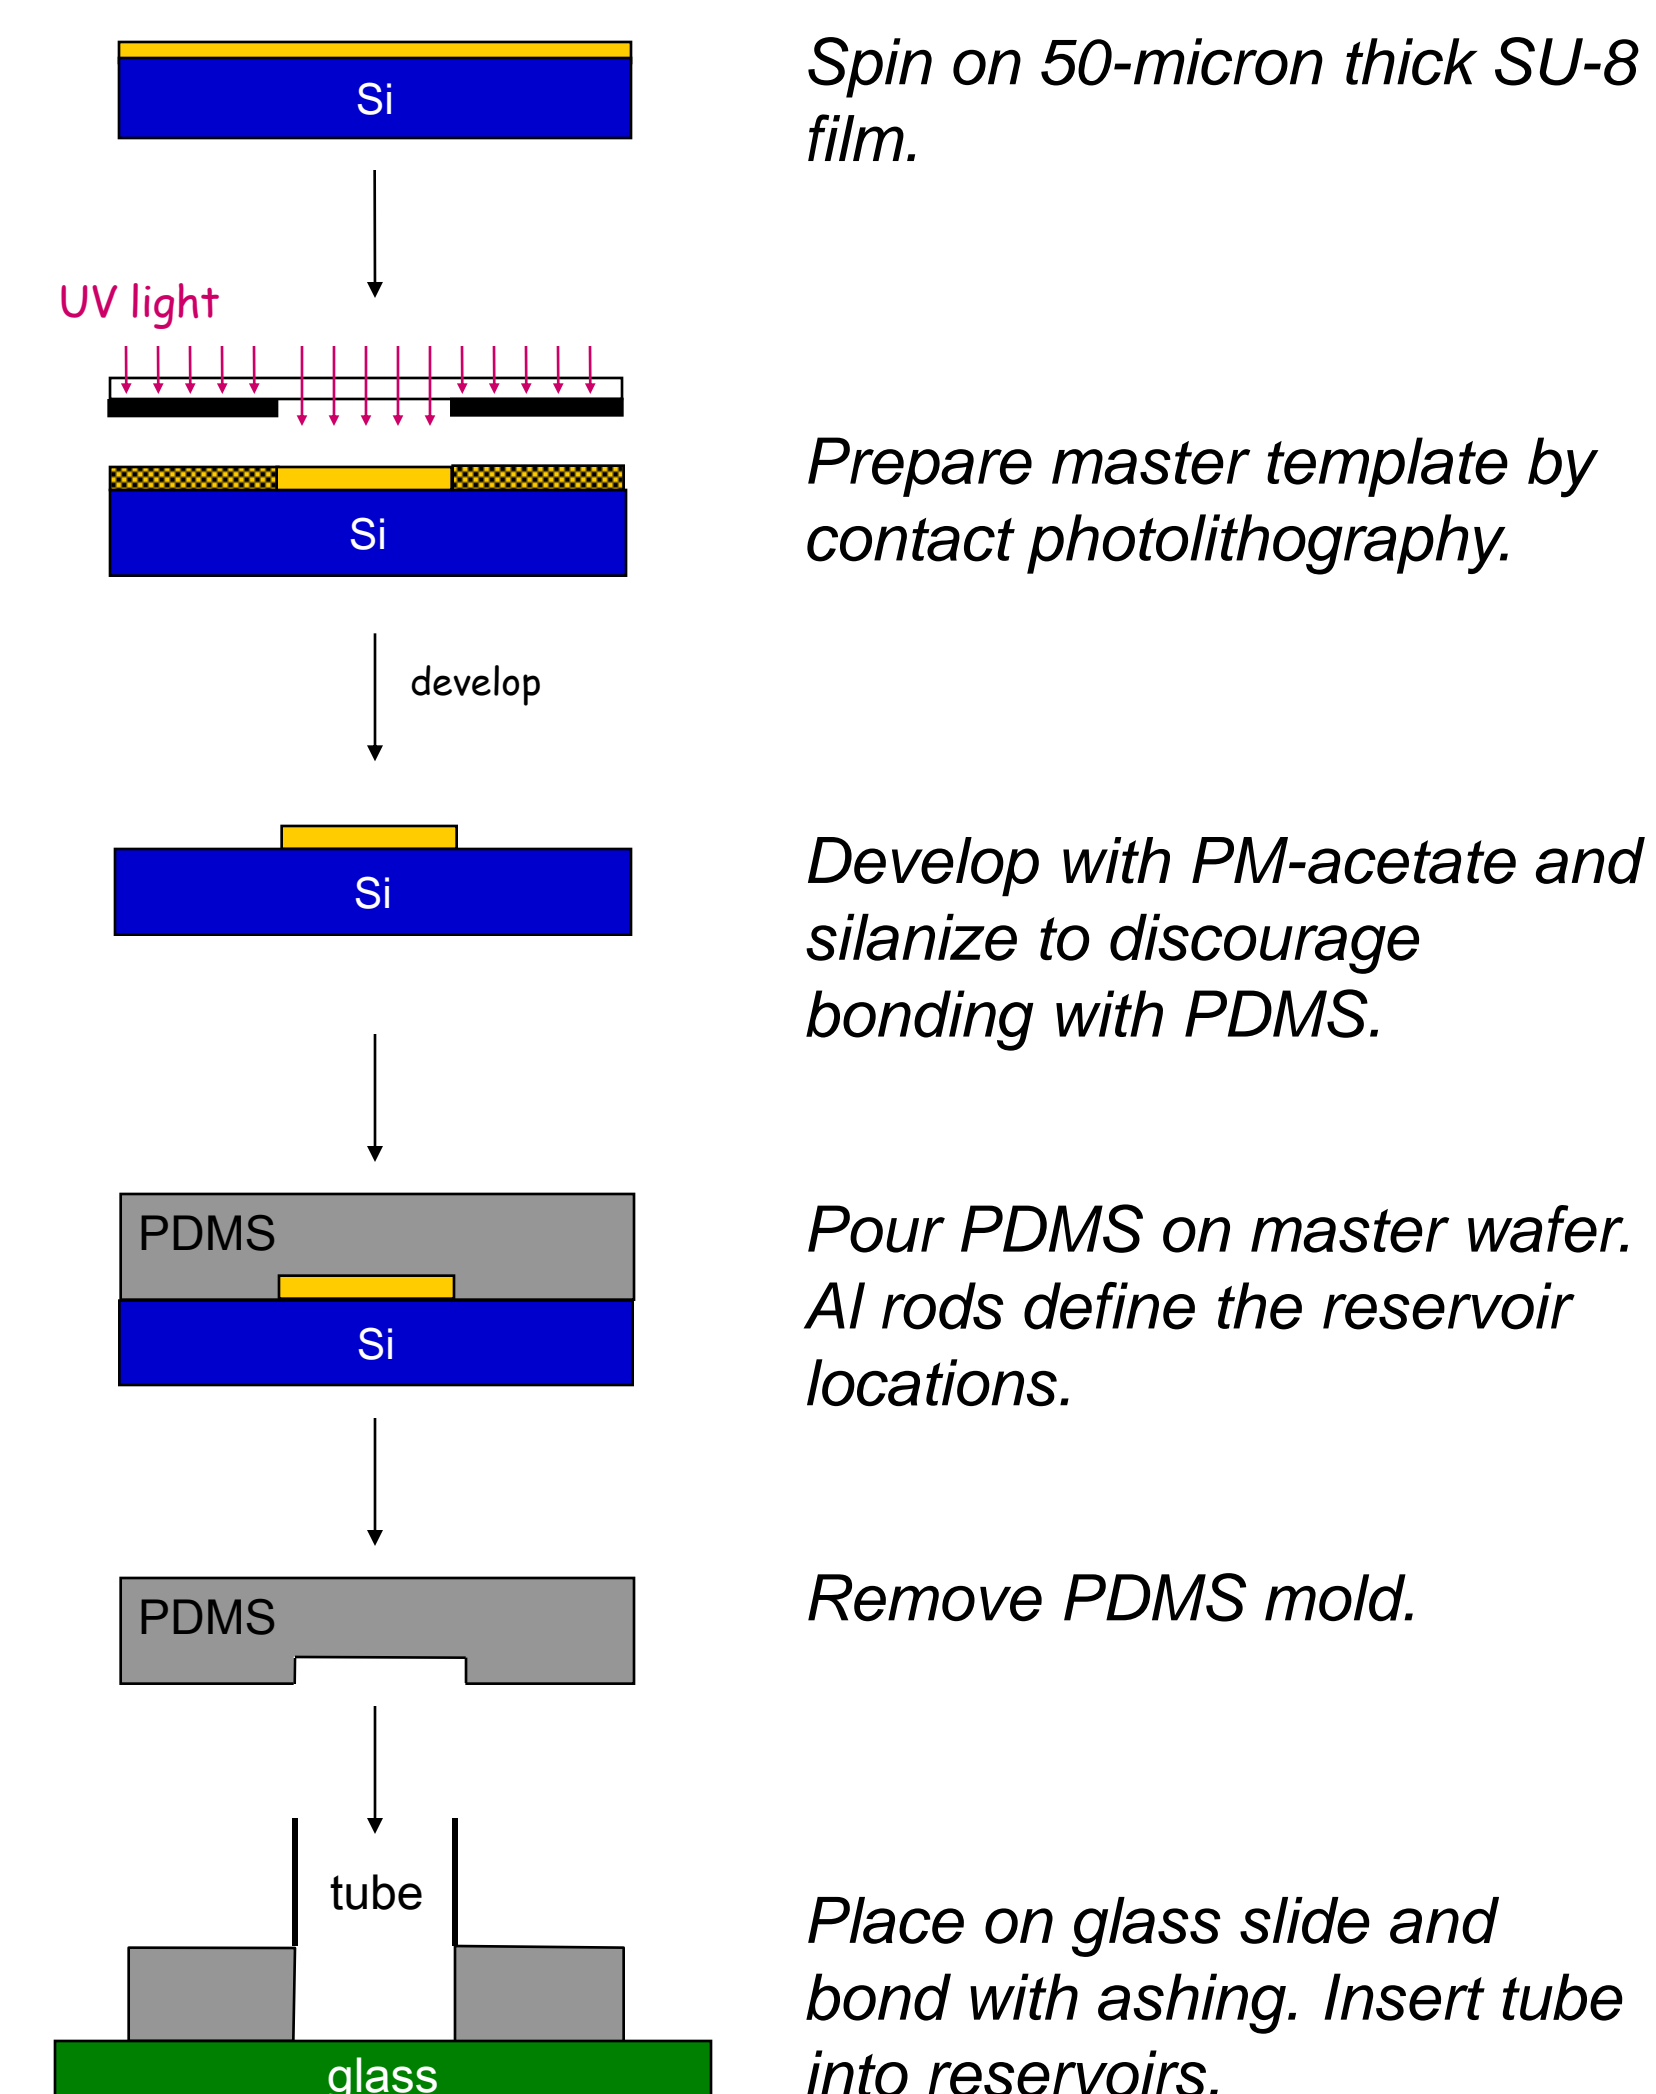 Si
Spin on 50-micron thick SU-8
film.
UV light
Si
Prepare master template by
contact photolithography.
develop
Si
Develop with PM-acetate and
silanize to discourage
bonding with PDMS.
PDMS
Si
Pour PDMS on master wafer.
Al rods define the reservoir
locations.
PDMS
Remove PDMS mold.
tube
glass
Place on glass slide and
bond with ashing. Insert tube
into reservoirs.